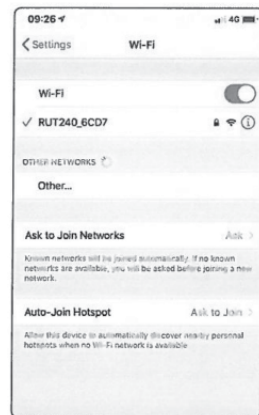 09:26
4G
Settings
Wi-Fi
Wi-Fi
RUT240_6CD7
OTHER NETWORKS
Other...
Ask to Join Networks
Ask
Known networks will be joined automatically. If no known
networks are available, you will be asked before joining a new
network.
Auto-Join Hotspot
Ask to Join
Allow this device to automatically discover nearby personal
hotspots when no Wi-Fi network is available